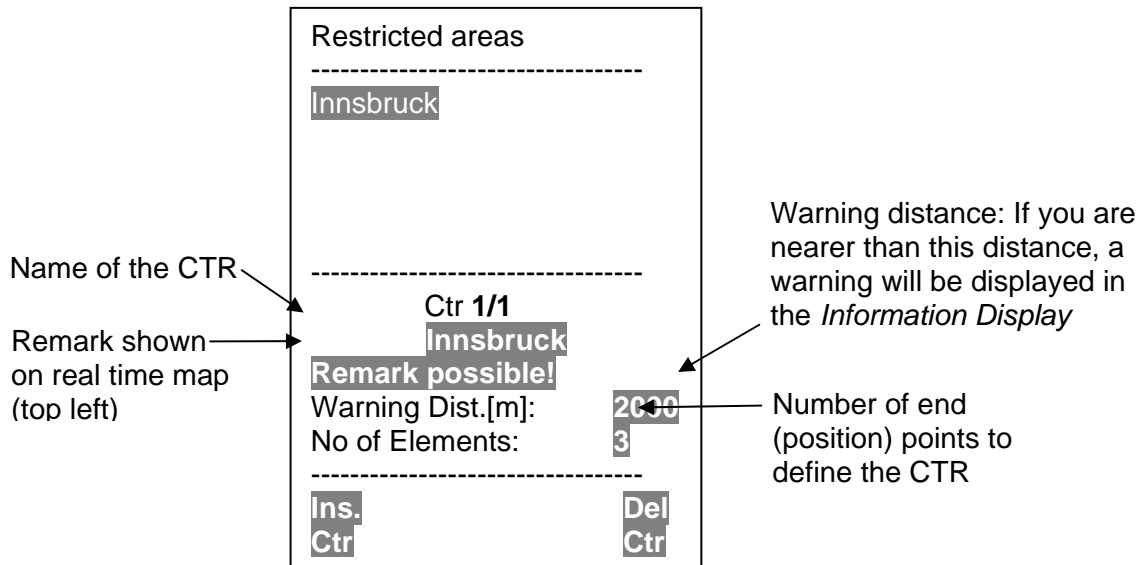 Restricted areas
----------------------------------
Innsbruck
----------------------------------
Ctr 1/1
Innsbruck
Remark possible!
Warning Dist.[m]: 2000
No of Elements: 3
----------------------------------
Ins. Del
Ctr Ctr
Name of the CTR
Remark shown
on real time map
(top left)
Warning distance: If you are
nearer than this distance, a
warning will be displayed in
the Information Display
Number of end
(position) points to
define the CTR